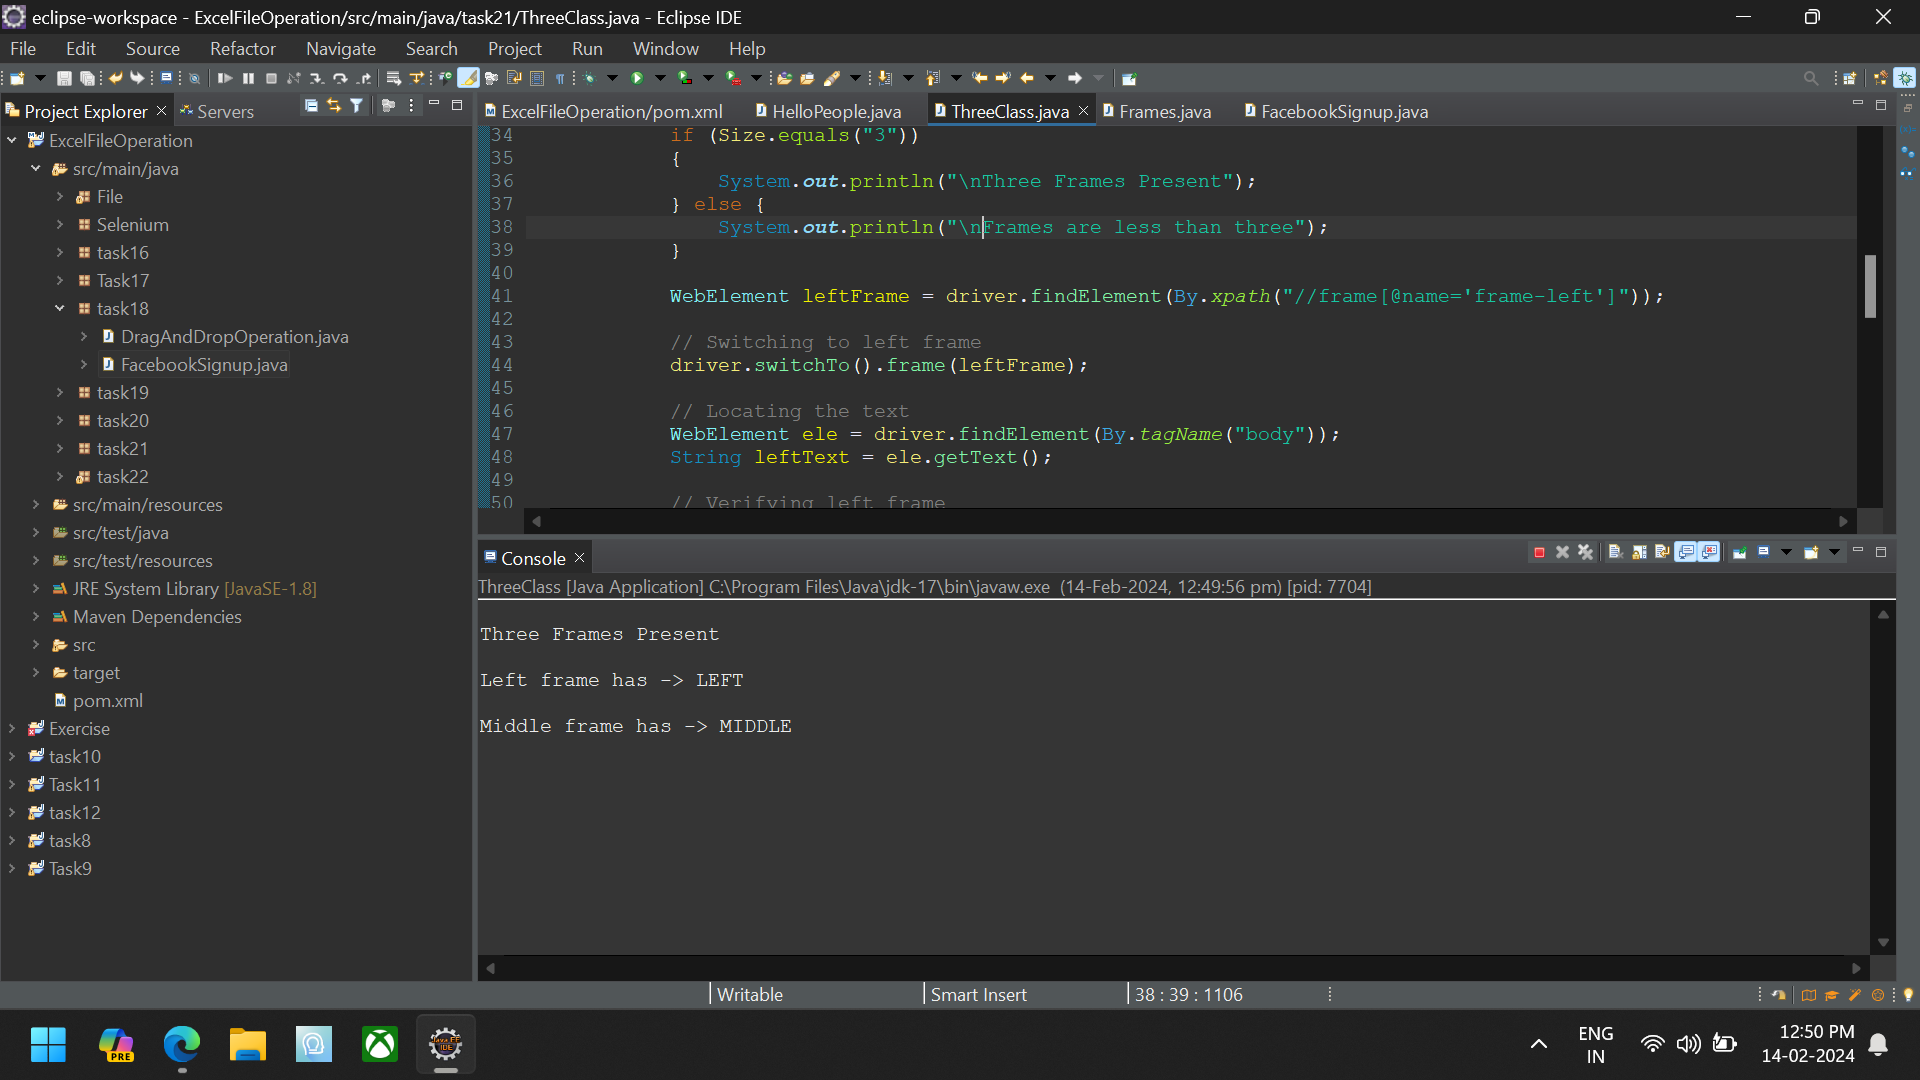 eclipse-workspace - ExcelFileOperation/src/main/java/task21/ThreeClass.java - Eclipse IDE
File Edit Source Refactor Navigate Search Project Run Window Help
Project Explorer
Servers
ExcelFileOperation
src/main/java
File
Selenium
task16
Task17
task18
DragAndDropOperation.java
FacebookSignup.java
task19
task20
task21
task22
src/main/resources
src/test/java
src/test/resources
JRE System Library [JavaSE-1.8]
Maven Dependencies
src
target
pom.xml
Exercise
task10
Task11
task12
task8
Task9
ExcelFileOperation/pom.xml HelloPeople.java ThreeClass.java Frames.java FacebookSignup.java
34 if (Size.equals("3"))
35 {
36 System.out.println("\nThree Frames Present");
37 } else {
38 System.out.println("\nFrames are less than three");
39 }
40
41 WebElement leftFrame = driver.findElement(By.xpath("//frame[@name='frame-left']"));
42
43 // Switching to left frame
44 driver.switchTo().frame(leftFrame);
45
46 // Locating the text
47 WebElement ele = driver.findElement(By.tagName("body"));
48 String leftText = ele.getText();
49
50 // Verifying left frame
Console
ThreeClass [Java Application] C:\Program Files\Java\jdk-17\bin\javaw.exe (14-Feb-2024, 12:49:56 pm) [pid: 7704]
Three Frames Present
Left frame has -> LEFT
Middle frame has -> MIDDLE
Writable Smart Insert 38 : 39 : 1106
PRE
Java EE
IDE
ENG
IN
12:50 PM
14-02-2024